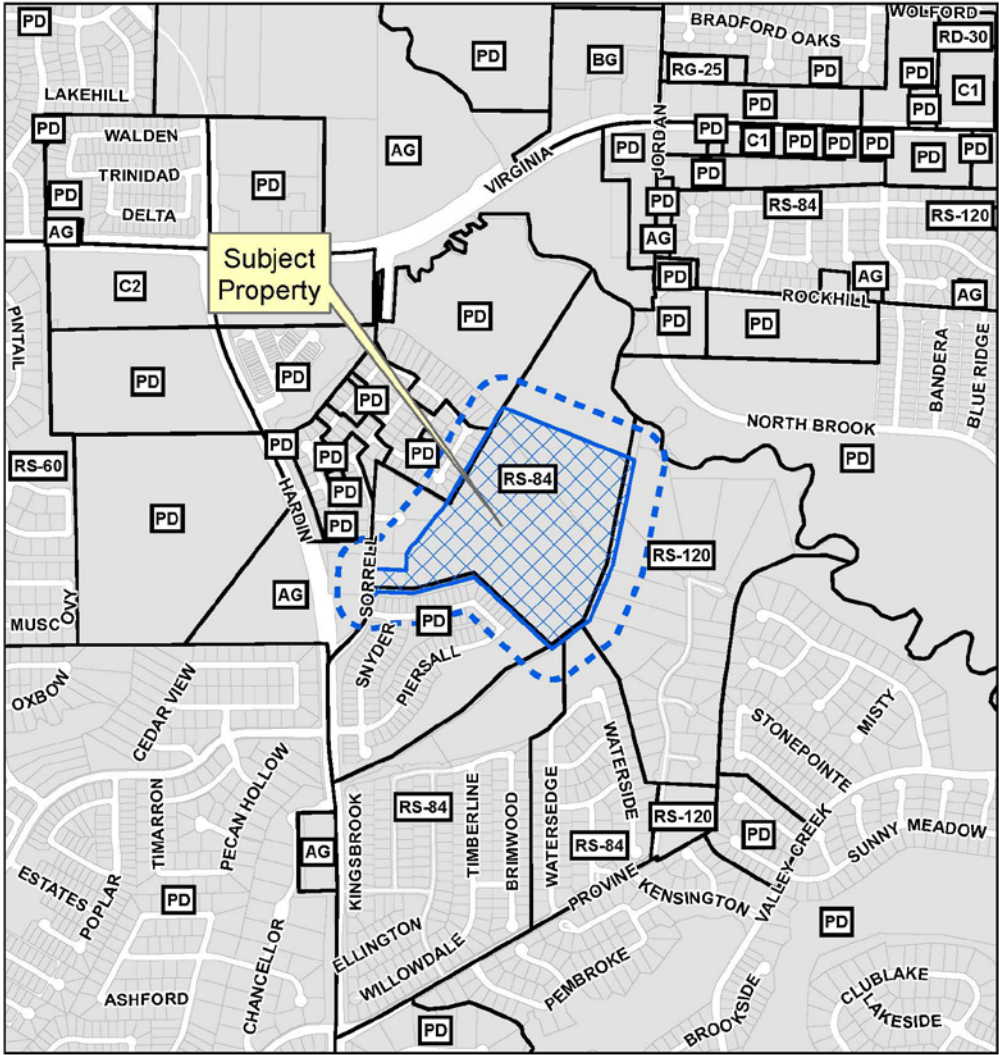 PD
WOLFORD
BRADFORD OAKS
RD-30
PD
BG
RG-25
PD
PD
C1
LAKEHILL
PD
PD
PD
WALDEN
PD
C1
PD
PD
PD
PD
PD
AG
VIRGINIA
PD
JORDAN
TRINIDAD
PD
PD
PD
PD
RS-84
DELTA
RS-120
AG
AG
Subject
Property
C2
PD
AG
AG
ROCKHILL
PINTAIL
PD
PD
PD
PD
PD
BANDERA
BLUE RIDGE
PD
NORTH BROOK
PD
PD
PD
PD
RS-60
RS-84
PD
HARDIN
PD
PD
RS-120
SORRELL
AG
OVY
MUSC
PD
SNYDER
PIERSALL
OXBOW
CEDAR VIEW
MISTY
STONEPOINTE
WATERSIDE
PECAN HOLLOW
TIMARRON
KINGSBROOK
RS-84
TIMBERLINE
BRIMWOOD
WATERSEDGE
RS-120
PD
VALLEY CREEK
SUNNY MEADOW
AG
RS-84
PROVINE
KENSINGTON
ESTATES
POPLAR
PD
PD
CHANCELLOR
ELLINGTON
WILLOWDALE
PEMBROKE
ASHFORD
BROOKSIDE
CLUBLAKE
LAKESIDE
PD